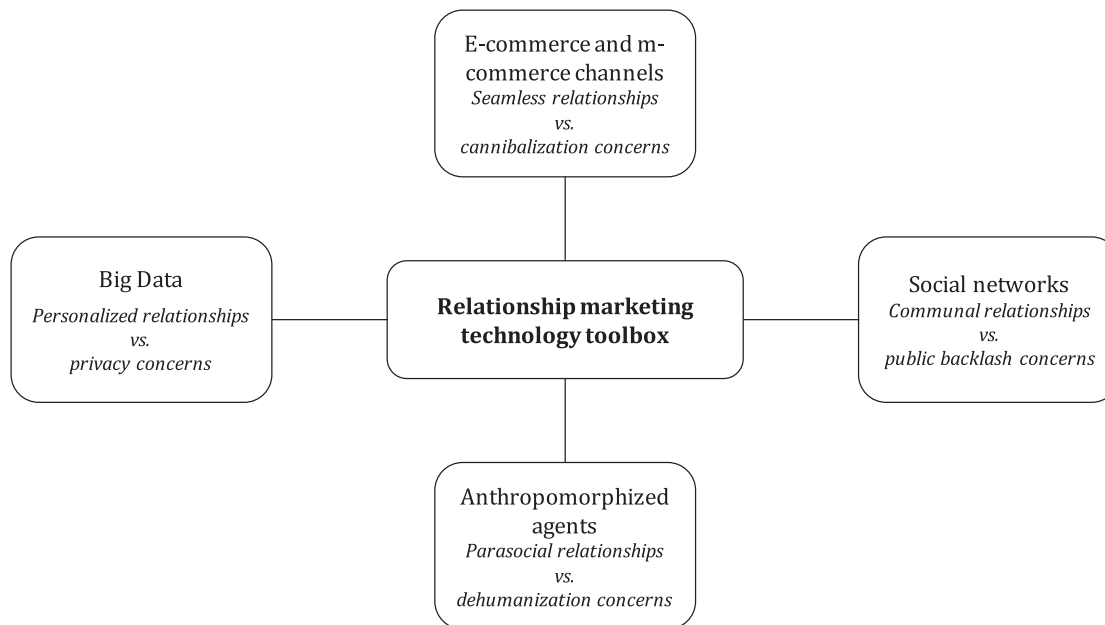 E-commerce and m-
commerce channels
Seamless relationships
vs.
cannibalization concerns
Big Data
Personalized relationships
vs.
privacy concerns
Relationship marketing
technology toolbox
Social networks
Communal relationships
vs.
public backlash concerns
Anthropomorphized
agents
Parasocial relationships
vs.
dehumanization concerns